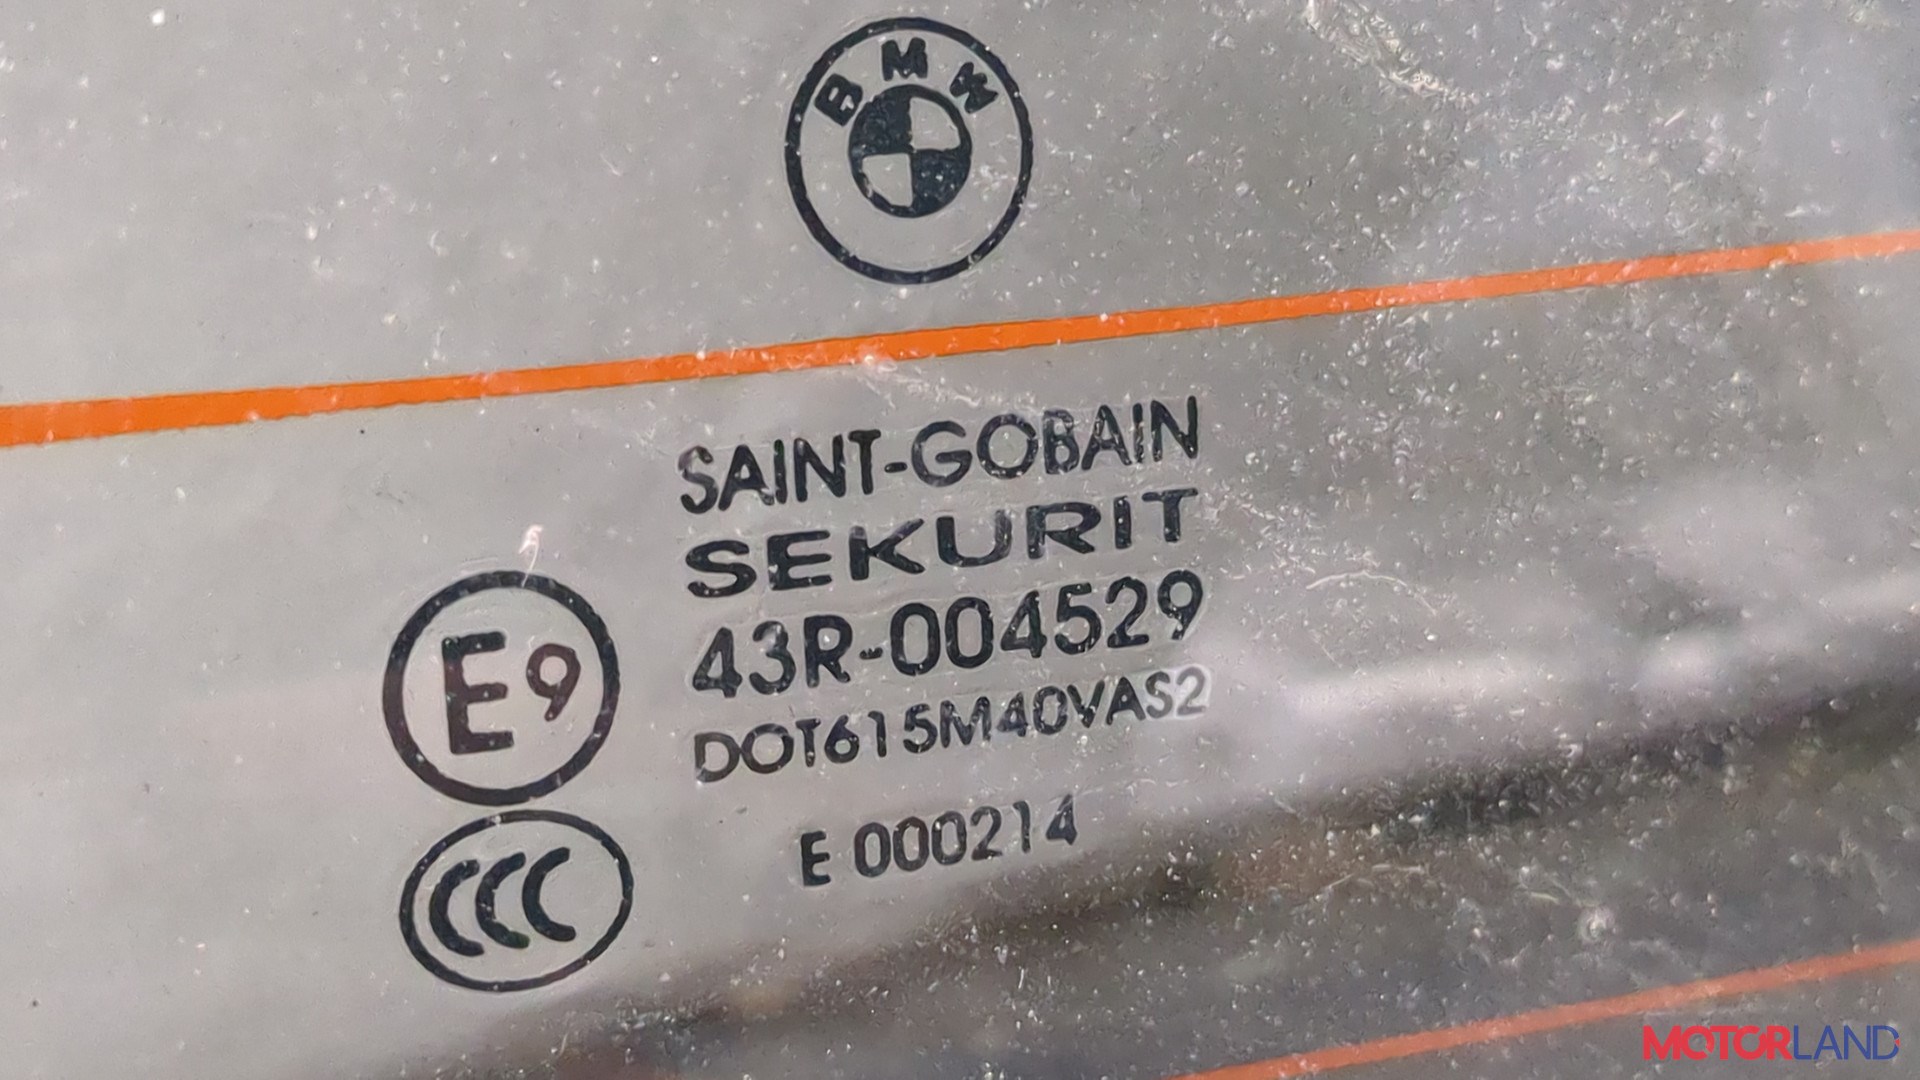 BMW
SAINT-GOBAIN
SEKURIT
43R-004529
DOT615M40VAS2
E 000214
E9
CCC
MOTORLAND